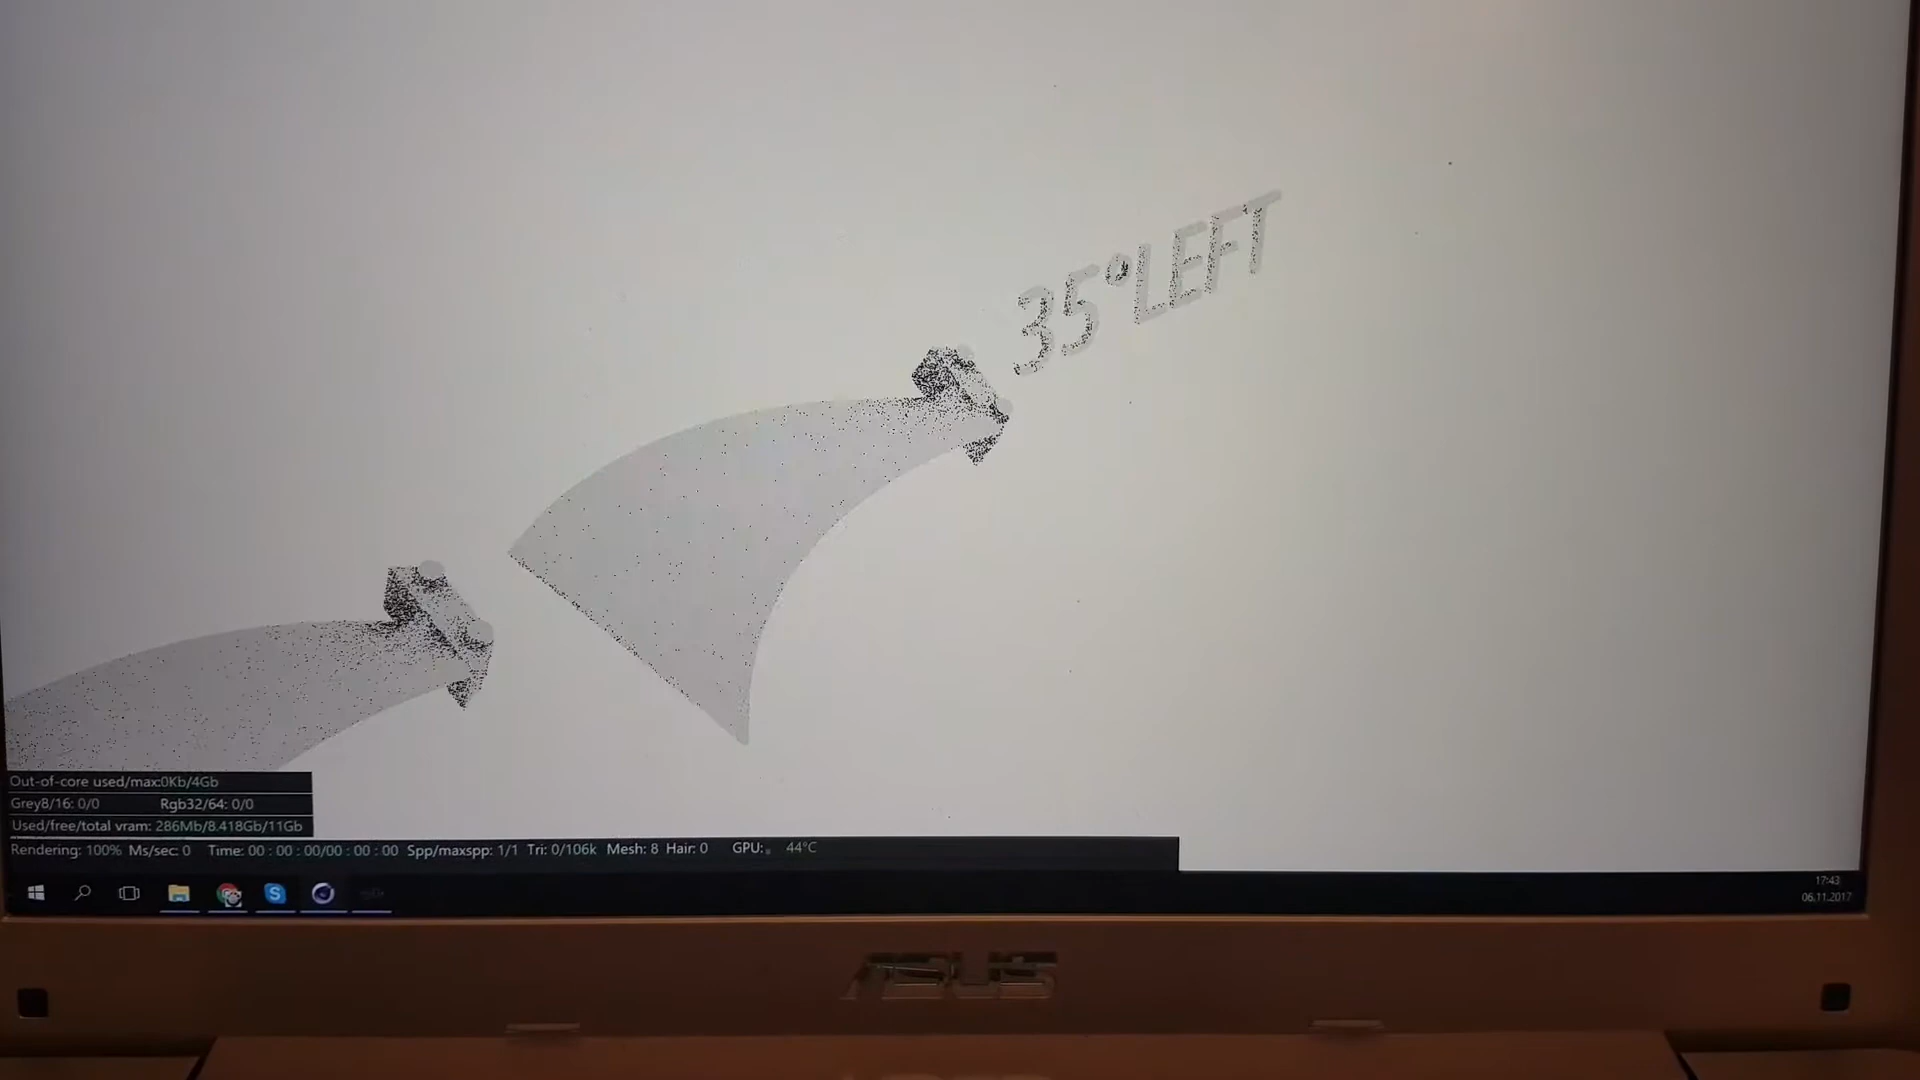 35°LEFT
Out-of-core used/max:0Kb/4Gb
Grey8/16: 0/0 Rgb32/64: 0/0
Used/free/total vram: 286Mb/8.418Gb/11Gb
Rendering: 100% Ms/sec: 0 Time: 00 : 00 : 00/00 : 00 : 00 Spp/maxspp: 1/1 Tri: 0/106k Mesh: 8 Hair: 0 GPU: 44°C
17:43
06.11.2017
ASUS